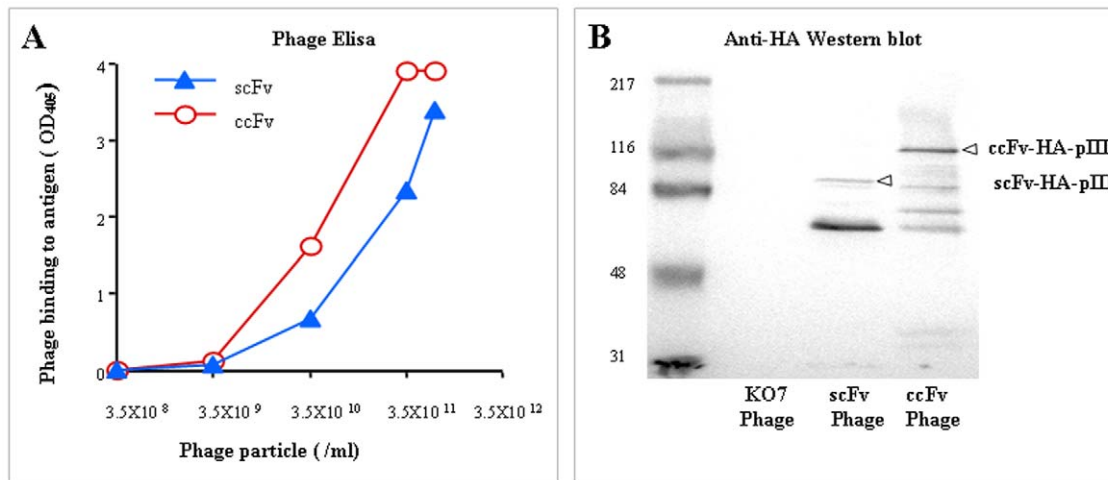 A
Phage Elisa
Phage binding to antigen ( OD405)
4
3
2
1
0
scFv
ccFv
3.5X10 8
3.5X10 9
3.5X10 10
3.5X10 11
3.5X10 12
Phage particle ( /ml)
B
Anti-HA Western blot
217
116
84
48
31
ccFv-HA-pIII
scFv-HA-pII
KO7
Phage
scFv
Phage
ccFv
Phage